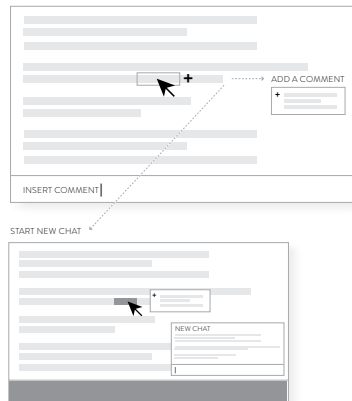 ADD A COMMENT
INSERT COMMENT
START NEW CHAT
NEW CHAT